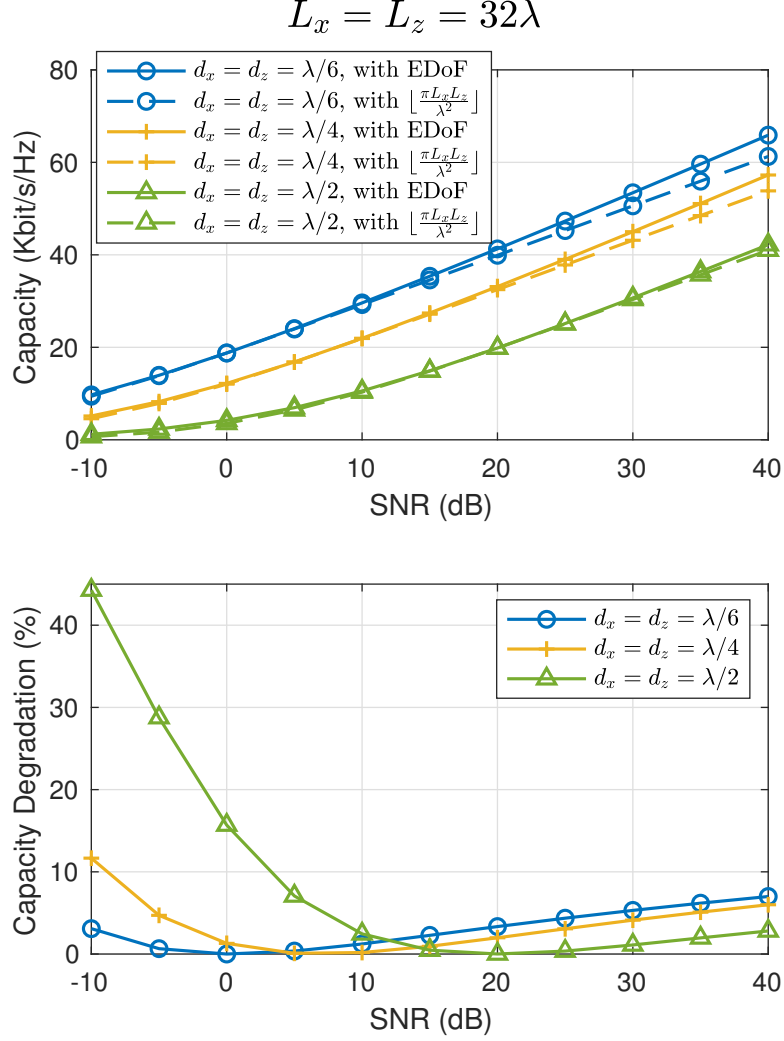 L_x = L_z = 32λ
80
60
40
20
0
Capacity (Kbit/s/Hz)
d_x = d_z = λ/6, with EDoF
d_x = d_z = λ/6, with ⌊πL_xL_z/λ²⌋
d_x = d_z = λ/4, with EDoF
d_x = d_z = λ/4, with ⌊πL_xL_z/λ²⌋
d_x = d_z = λ/2, with EDoF
d_x = d_z = λ/2, with ⌊πL_xL_z/λ²⌋
-10 0 10 20 30 40
SNR (dB)
40
30
20
10
0
Capacity Degradation (%)
d_x = d_z = λ/6
d_x = d_z = λ/4
d_x = d_z = λ/2
-10 0 10 20 30 40
SNR (dB)